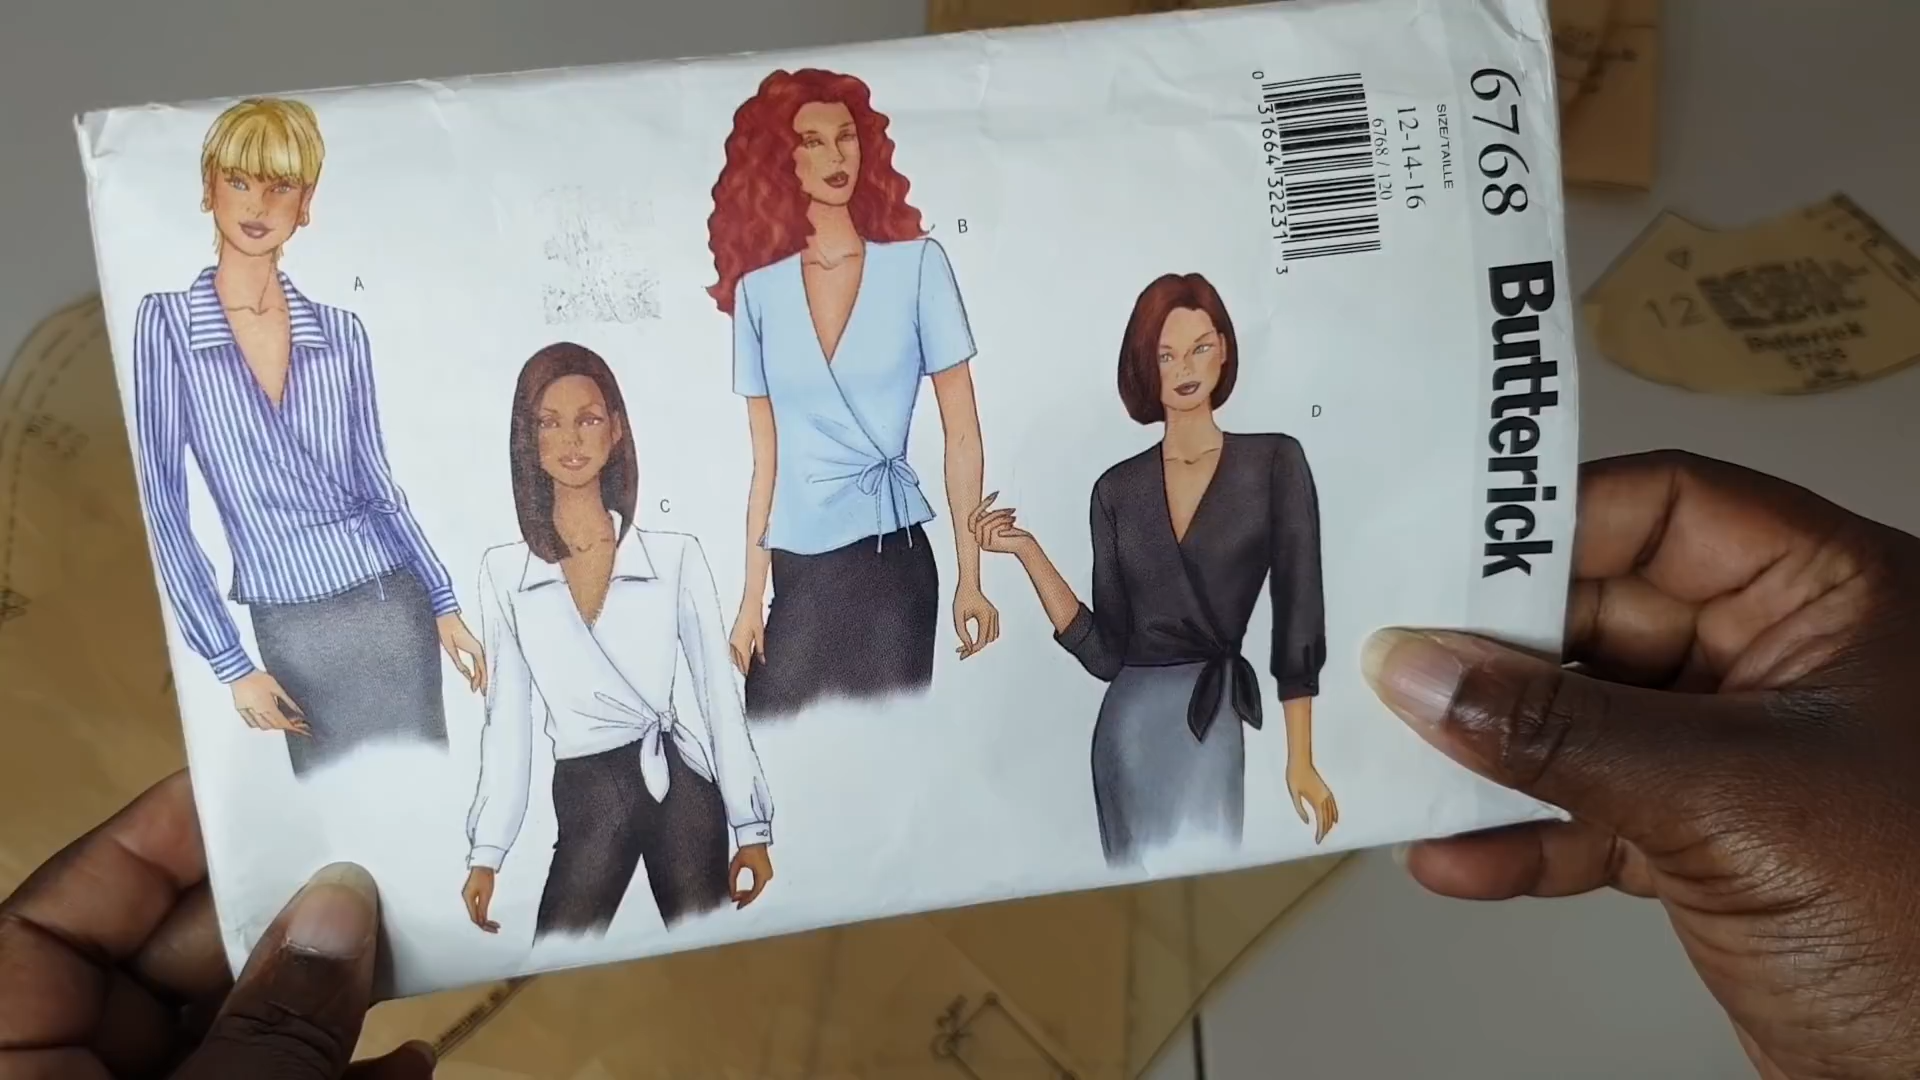 A
B
C
D
0 31664 32231 3
6768 / 120
12-14-16
SIZE/TAILLE
6768 Butterick
12
Butterick